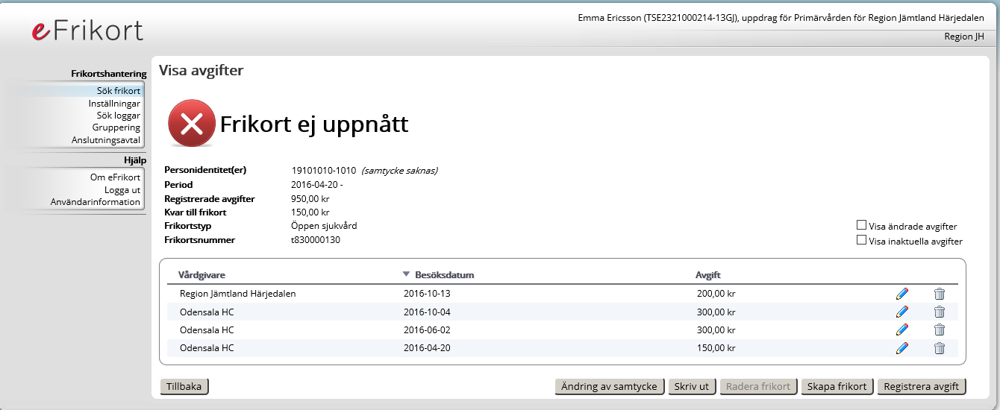 Emma Ericsson (TSE2321000214-13GJ), uppdrag för Primärvården för Region Jämtland Härjedalen
eFrikort
Region JH
Frikortshantering
Sök frikort
Inställningar
Sök loggar
Gruppering
Anslutningsavtal
Hjälp
Om eFrikort
Logga ut
Användarinformation
Visa avgifter
Frikort ej uppnått
Personidentitet(er) 19101010-1010 (samtycke saknas)
Period 2016-04-20 -
Registrerade avgifter 950,00 kr
Kvar till frikort 150,00 kr
Frikortstyp Öppen sjukvård
Frikortsnummer t830000130
Visa ändrade avgifter
Visa inaktuella avgifter
Vårdgivare Besöksdatum Avgift
Region Jämtland Härjedalen 2016-10-13 200,00 kr
Odensala HC 2016-10-04 300,00 kr
Odensala HC 2016-06-02 300,00 kr
Odensala HC 2016-04-20 150,00 kr
Tillbaka Ändring av samtycke Skriv ut Radera frikort Skapa frikort Registrera avgift